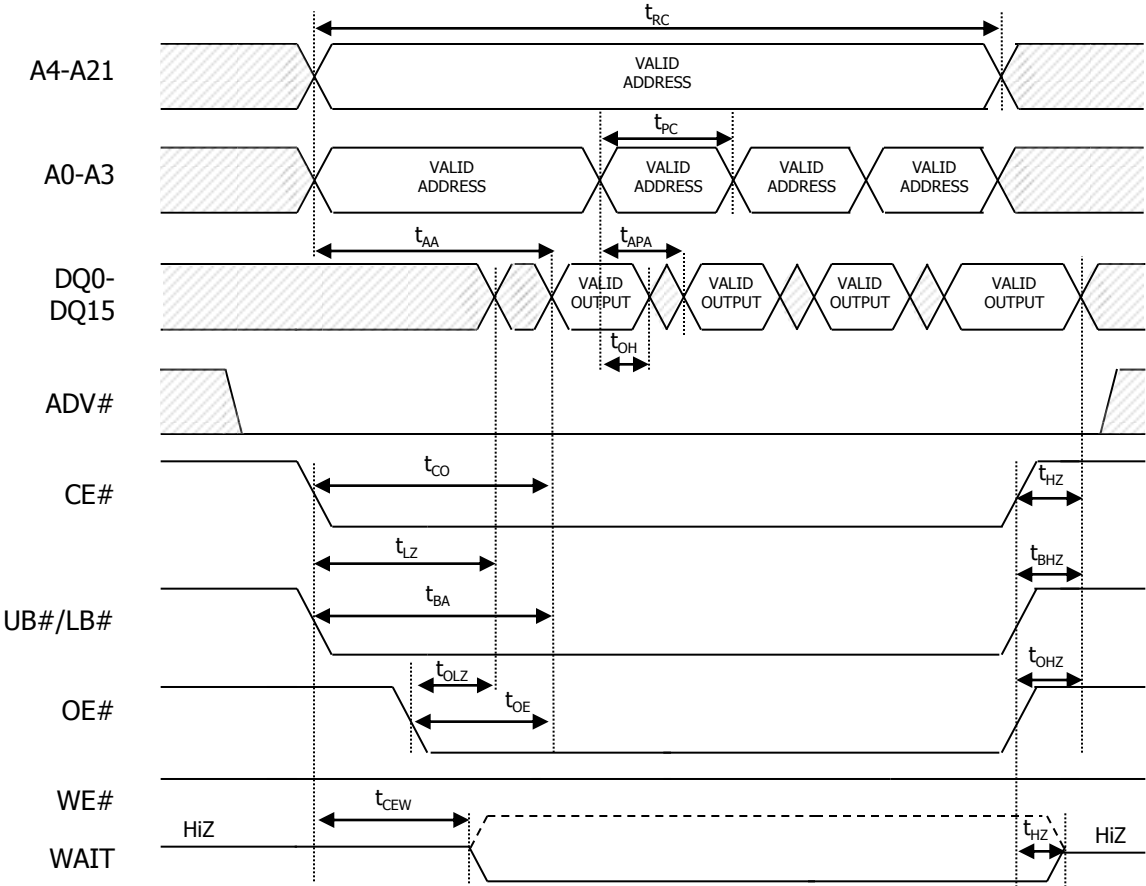 tRC
A4-A21
VALID
ADDRESS
tPC
A0-A3
VALID
ADDRESS
VALID
ADDRESS
VALID
ADDRESS
VALID
ADDRESS
tAA
tAPA
DQ0-
DQ15
VALID
OUTPUT
VALID
OUTPUT
VALID
OUTPUT
VALID
OUTPUT
tOH
ADV#
tCO
CE#
tHZ
tLZ
tBHZ
tBA
UB#/LB#
tOLZ
tOHZ
tOE
OE#
WE#
tCEW
HiZ
tHZ
HiZ
WAIT